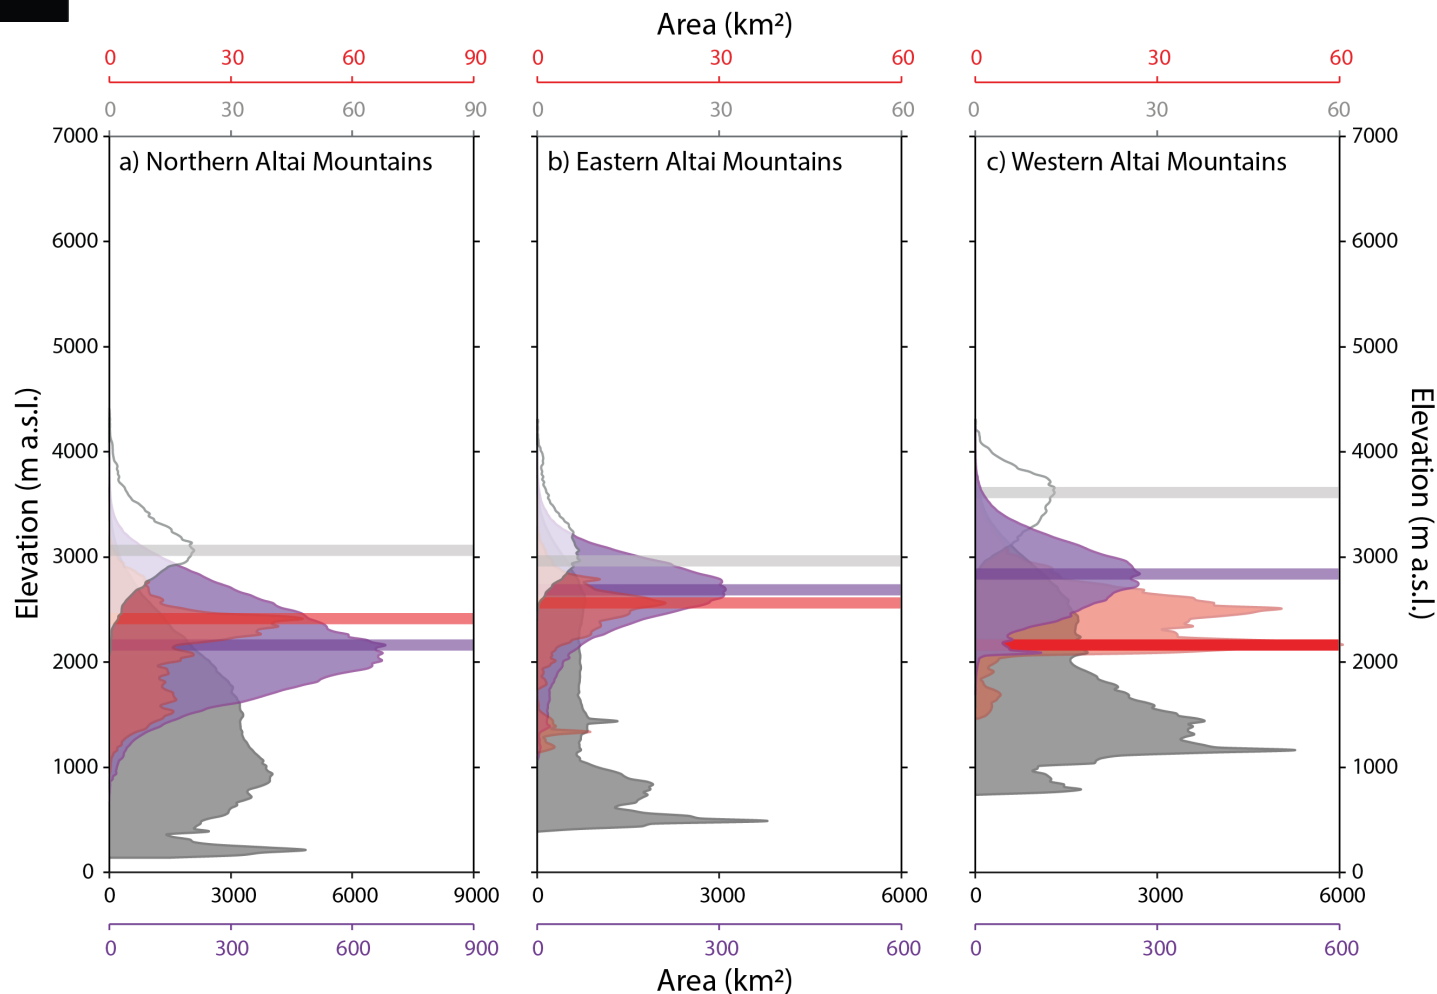 Area (km²)
0 30 60 90 0 30 60 0 30 60
0 30 60 90 0 30 60 0 30 60
7000 a) Northern Altai Mountains b) Eastern Altai Mountains c) Western Altai Mountains 7000
6000 6000
5000 5000
4000 4000
Elevation (m a.s.l.) Elevation (m a.s.l.)
3000 3000
2000 2000
1000 1000
0 0
0 3000 6000 9000 0 3000 6000 0 3000 6000
0 300 600 900 0 300 600 0 300 600
Area (km²)